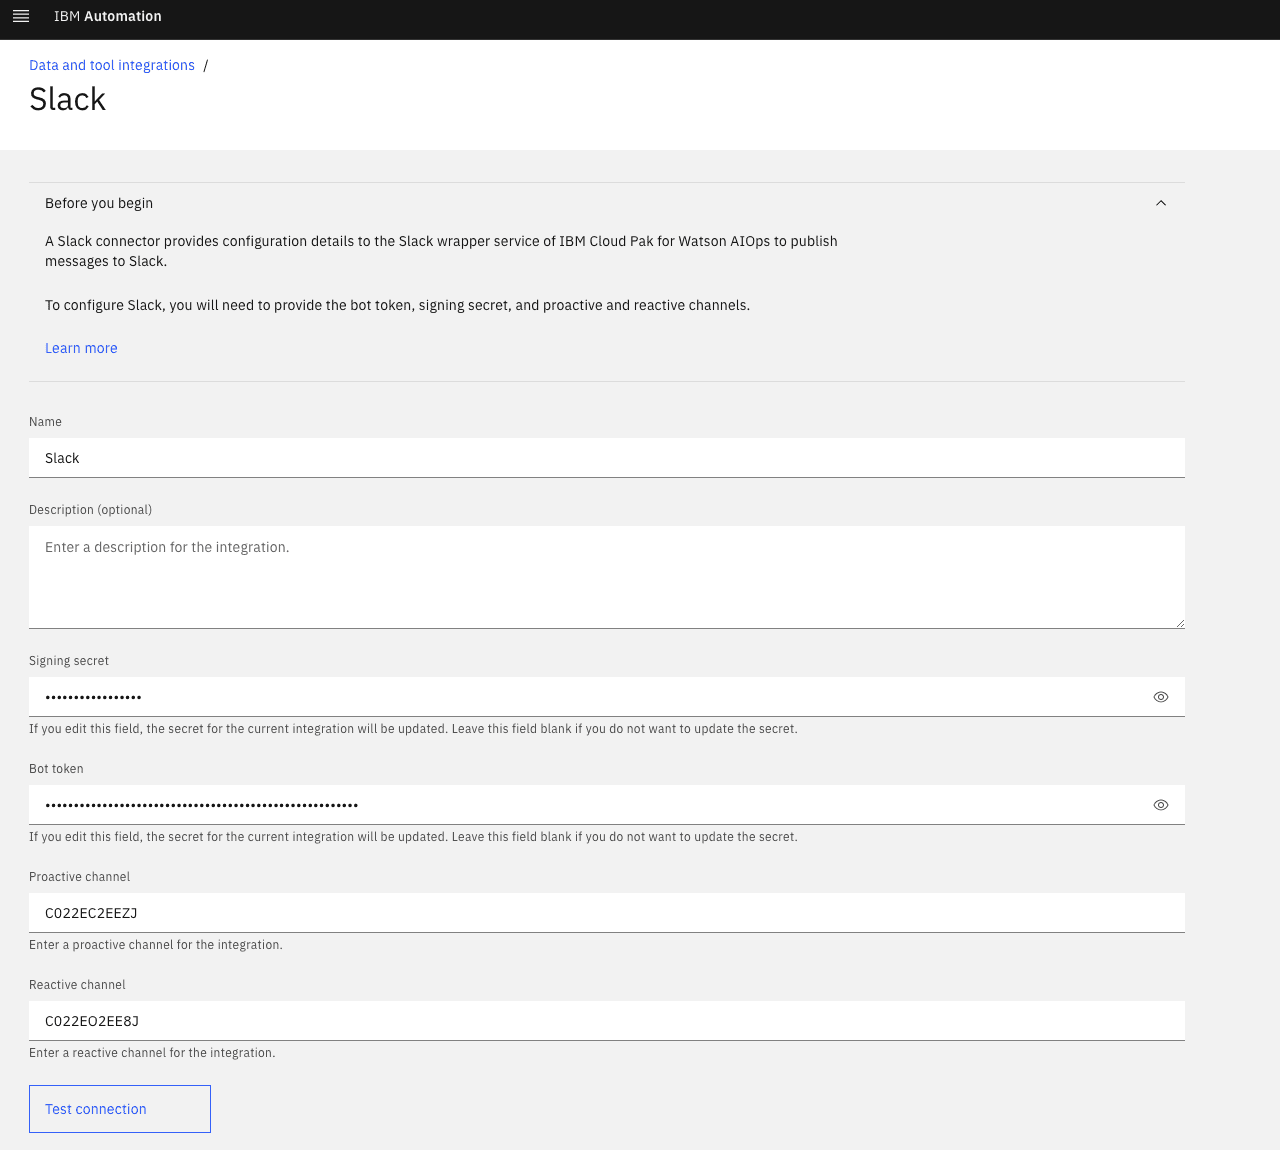 IBM Automation
Data and tool integrations /
Slack
Before you begin
A Slack connector provides configuration details to the Slack wrapper service of IBM Cloud Pak for Watson AIOps to publish
messages to Slack.
To configure Slack, you will need to provide the bot token, signing secret, and proactive and reactive channels.
Learn more
Name
Slack
Description (optional)
Enter a description for the integration.
Signing secret
•••••••••••••••••
If you edit this field, the secret for the current integration will be updated. Leave this field blank if you do not want to update the secret.
Bot token
•••••••••••••••••••••••••••••••••••••••••••••••••••••••
If you edit this field, the secret for the current integration will be updated. Leave this field blank if you do not want to update the secret.
Proactive channel
C022EC2EEZJ
Enter a proactive channel for the integration.
Reactive channel
C022EO2EE8J
Enter a reactive channel for the integration.
Test connection